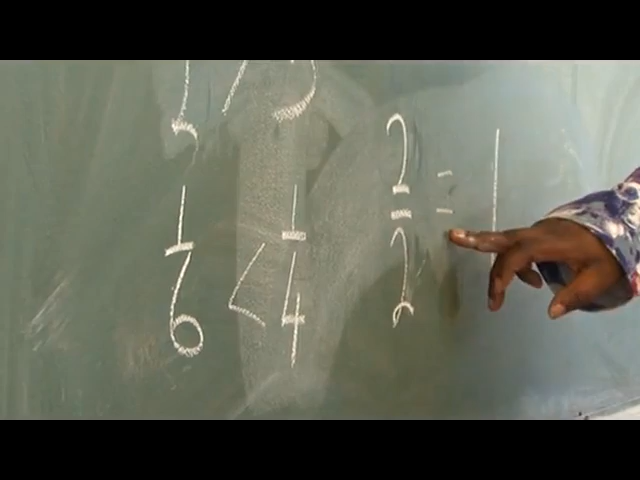 1/6 < 1/4
2/2 = 1